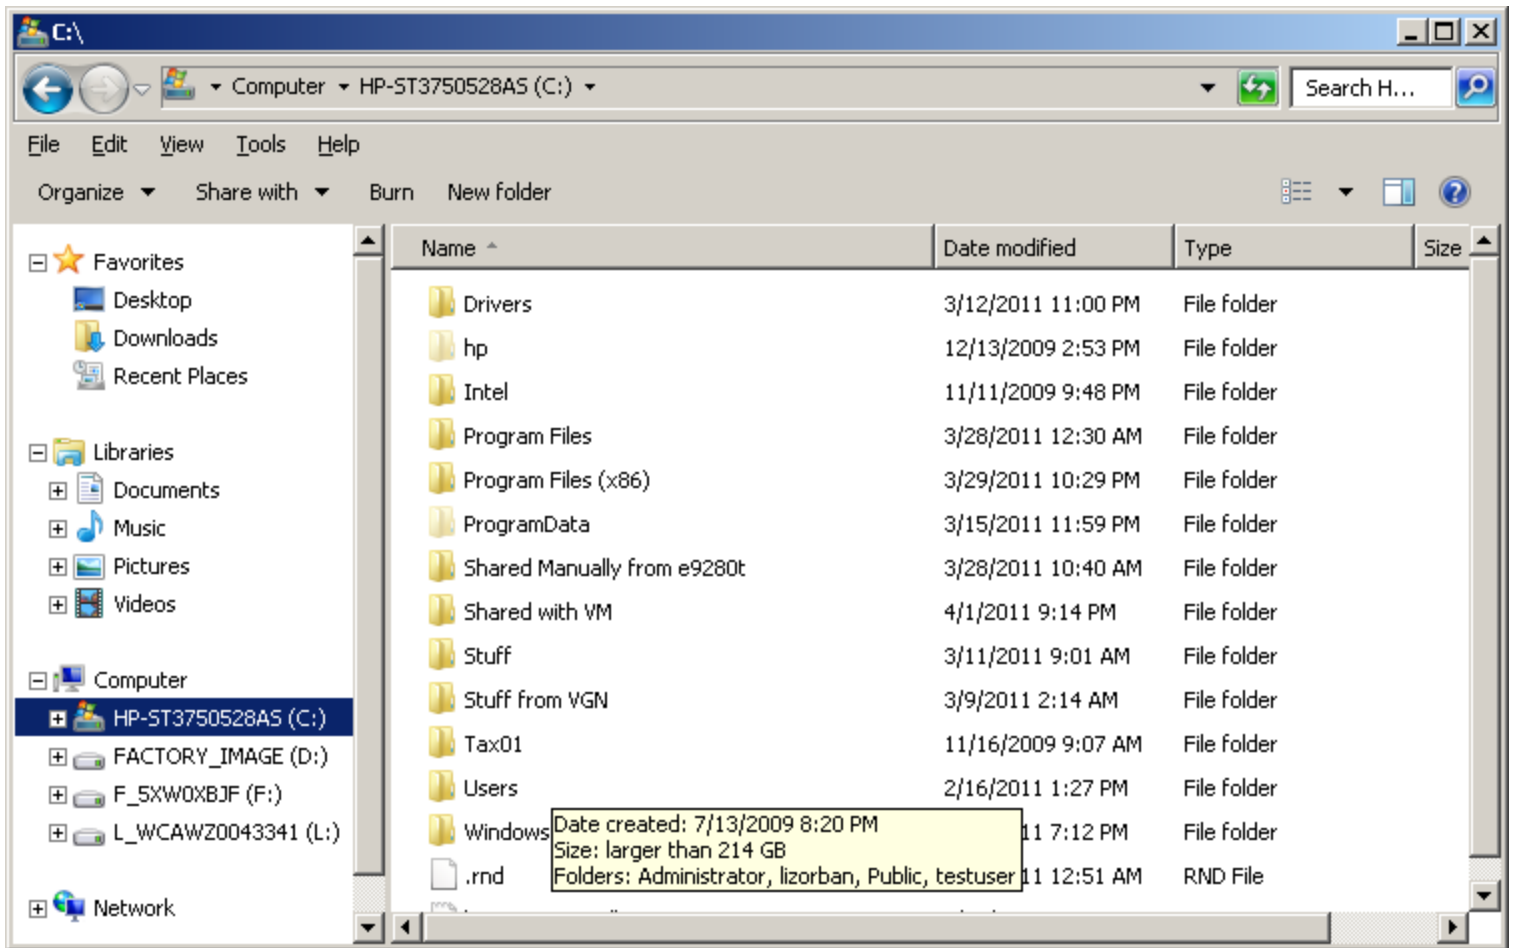 C:\
Computer HP-ST3750528AS (C:) Search H...
File Edit View Tools Help
Organize Share with Burn New folder
Favorites
Desktop
Downloads
Recent Places
Libraries
Documents
Music
Pictures
Videos
Computer
HP-ST3750528AS (C:)
FACTORY_IMAGE (D:)
F_5XW0XBJF (F:)
L_WCAWZ0043341 (L:)
Network
Name Date modified Type Size
Drivers 3/12/2011 11:00 PM File folder
hp 12/13/2009 2:53 PM File folder
Intel 11/11/2009 9:48 PM File folder
Program Files 3/28/2011 12:30 AM File folder
Program Files (x86) 3/29/2011 10:29 PM File folder
ProgramData 3/15/2011 11:59 PM File folder
Shared Manually from e9280t 3/28/2011 10:40 AM File folder
Shared with VM 4/1/2011 9:14 PM File folder
Stuff 3/11/2011 9:01 AM File folder
Stuff from VGN 3/9/2011 2:14 AM File folder
Tax01 11/16/2009 9:07 AM File folder
Users 2/16/2011 1:27 PM File folder
Windows 11 7:12 PM File folder
.rnd 11 12:51 AM RND File
Date created: 7/13/2009 8:20 PM
Size: larger than 214 GB
Folders: Administrator, lizorban, Public, testuser